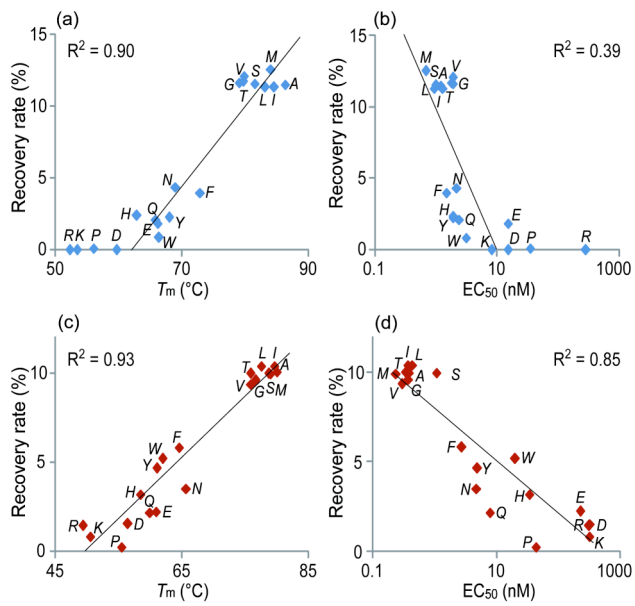 (a)
R² = 0.90
Recovery rate (%)
15
10
5
0
V
S
M
G
T
L
I
A
N
F
H
Q
Y
E
W
R
K
P
D
50
70
90
Tm (°C)
(b)
R² = 0.39
Recovery rate (%)
15
10
5
0
M
S
A
V
L
I
T
G
F
N
H
Q
Y
E
W
K
D
P
R
0.1
10
1000
EC50 (nM)
(c)
R² = 0.93
Recovery rate (%)
15
10
5
0
L
I
T
A
V
G
S
M
F
W
Y
N
H
Q
E
R
K
D
P
45
65
85
Tm (°C)
(d)
R² = 0.85
Recovery rate (%)
15
10
5
0
I
L
T
M
A
S
V
G
F
W
Y
N
H
Q
E
R
D
P
K
0.1
10
1000
EC50 (nM)